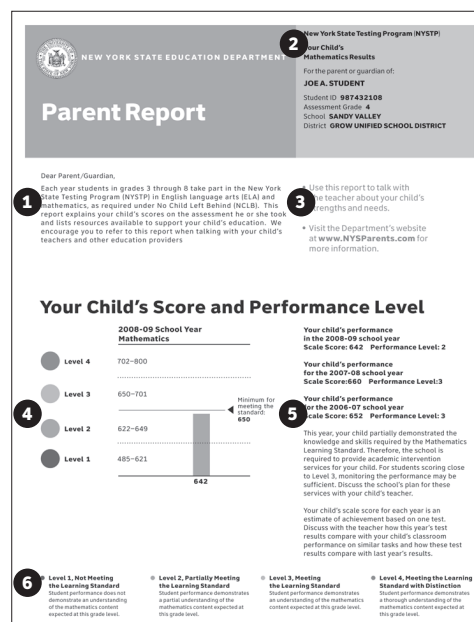 NEW YORK STATE EDUCATION DEPARTMENT
Parent Report
2
New York State Testing Program (NYSTP)
Your Child's
Mathematics Results
For the parent or guardian of:
JOE A. STUDENT
Student ID 987432108
Assessment Grade 4
School SANDY VALLEY
District GROW UNIFIED SCHOOL DISTRICT
Dear Parent/Guardian,
1
Each year students in grades 3 through 8 take part in the New York
State Testing Program (NYSTP) in English language arts (ELA) and
mathematics, as required under No Child Left Behind (NCLB). This
report explains your child's scores on the assessment he or she took
and lists resources available to support your child's education. We
encourage you to refer to this report when talking with your child's
teachers and other education providers
3
• Use this report to talk with
the teacher about your child's
strengths and needs.
• Visit the Department's website
at www.NYSParents.com for
more information.
Your Child's Score and Performance Level
2008-09 School Year
Mathematics
Level 4 702–800
Level 3 650–701
Minimum for
meeting the
standard:
650
4
Level 2 622–649
Level 1 485–621
642
Your child's performance
in the 2008-09 school year
Scale Score: 642 Performance Level: 2
Your child's performance
for the 2007-08 school year
Scale Score:660 Performance Level:3
5
Your child's performance
for the 2006-07 school year
Scale Score: 652 Performance Level: 3
This year, your child partially demonstrated the
knowledge and skills required by the Mathematics
Learning Standard. Therefore, the school is
required to provide academic intervention
services for your child. For students scoring close
to Level 3, monitoring the performance may be
sufficient. Discuss the school's plan for these
services with your child's teacher.
Your child's scale score for each year is an
estimate of achievement based on one test.
Discuss with the teacher how this year's test
results compare with your child's classroom
performance on similar tasks and how these test
results compare with last year's results.
6
Level 1, Not Meeting
the Learning Standard
Student performance does not
demonstrate an understanding
of the mathematics content
expected at this grade level.
Level 2, Partially Meeting
the Learning Standard
Student performance demonstrates
a partial understanding of the
mathematics content expected at
this grade level.
Level 3, Meeting
the Learning Standard
Student performance demonstrates
an understanding of the mathematics
content expected at this grade level.
Level 4, Meeting the Learning
Standard with Distinction
Student performance demonstrates
a thorough understanding of the
mathematics content expected at
this grade level.